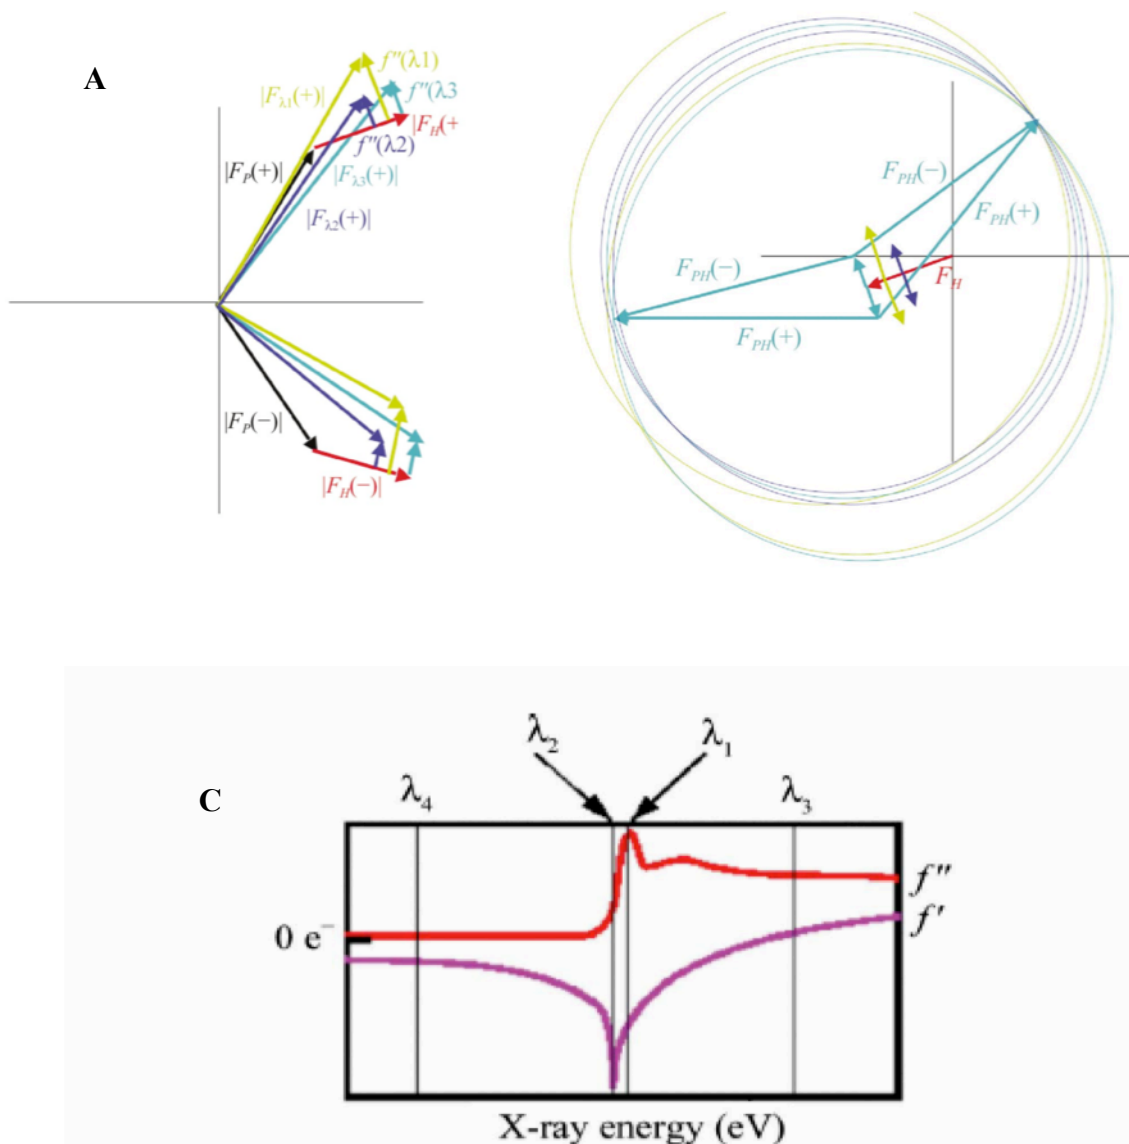 A
f″(λ1)
|Fλ1(+)|
f″(λ3
|FH(+
f″(λ2)
|FP(+)|
|Fλ3(+)|
|Fλ2(+)|
|FP(−)|
|FH(−)|
FPH(−)
FPH(+)
FPH(−)
FH
FPH(+)
λ2
λ1
C
λ4
λ3
f″
0 e⁻
f′
X-ray energy (eV)